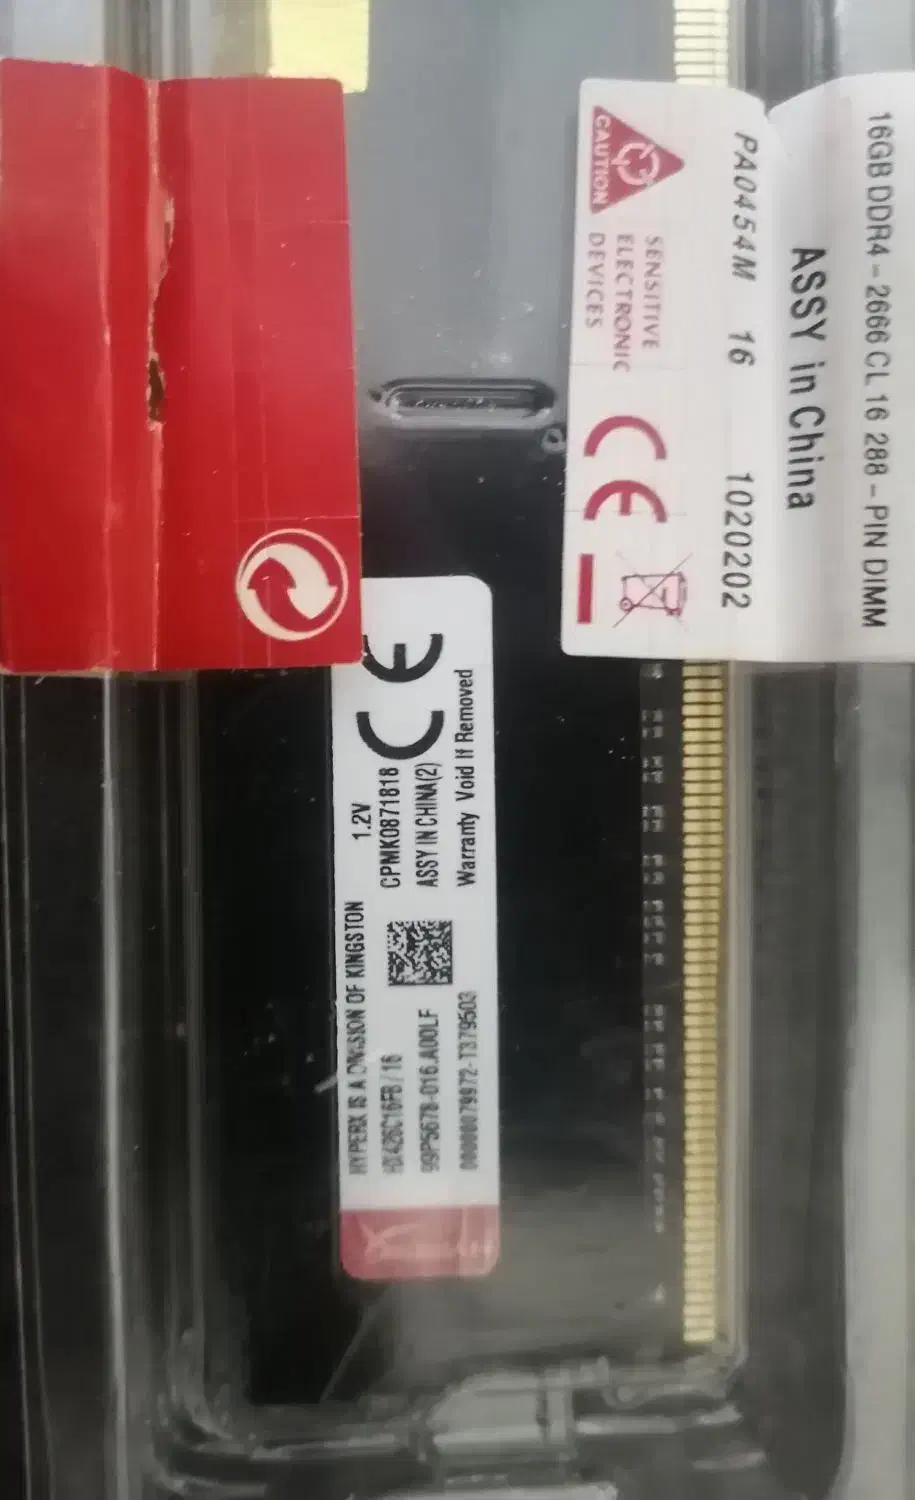 16GB DDR4 - 2666 CL 16 288 - PIN DIMM
ASSY in China
PA0454M 16 1020202
CAUTION
SENSITIVE
ELECTRONIC
DEVICES
CE
HYPERX IS A DIVISION OF KINGSTON 1.2V
HX426C16FB/16 CPMK0871818
99P5678-016.A00LF ASSY IN CHINA(2)
0000079972-T379503 Warranty Void If Removed
CE